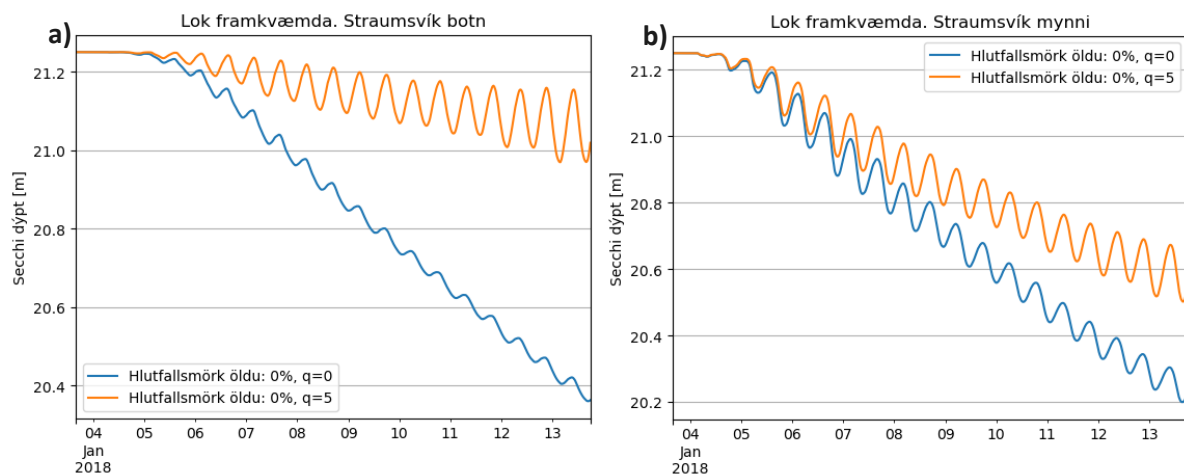 a)
Lok framkvæmda. Straumsvík botn
Secchi dýpt [m]
21.2
21.0
20.8
20.6
20.4
Hlutfallsmörk öldu: 0%, q=0
Hlutfallsmörk öldu: 0%, q=5
04 05 06 07 08 09 10 11 12 13
Jan
2018
b)
Lok framkvæmda. Straumsvík mynni
Secchi dýpt [m]
21.2
21.0
20.8
20.6
20.4
20.2
Hlutfallsmörk öldu: 0%, q=0
Hlutfallsmörk öldu: 0%, q=5
04 05 06 07 08 09 10 11 12 13
Jan
2018